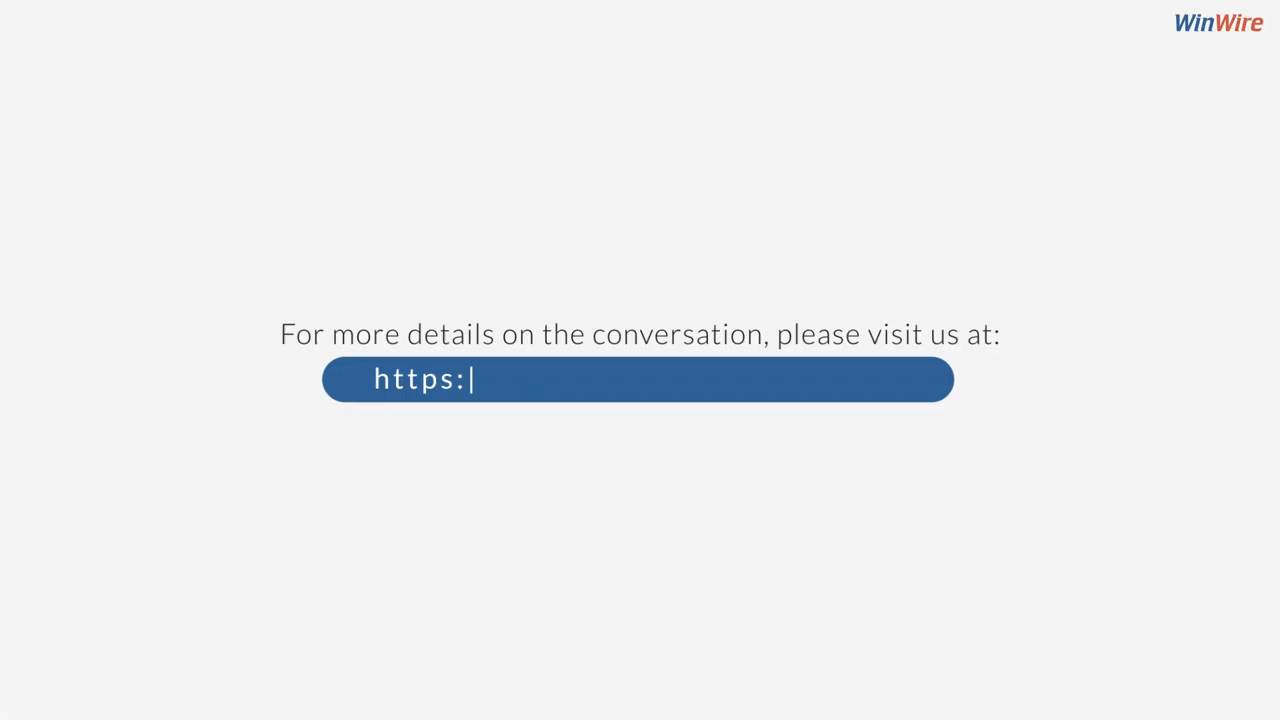 WinWire
For more details on the conversation, please visit us at:
https:|